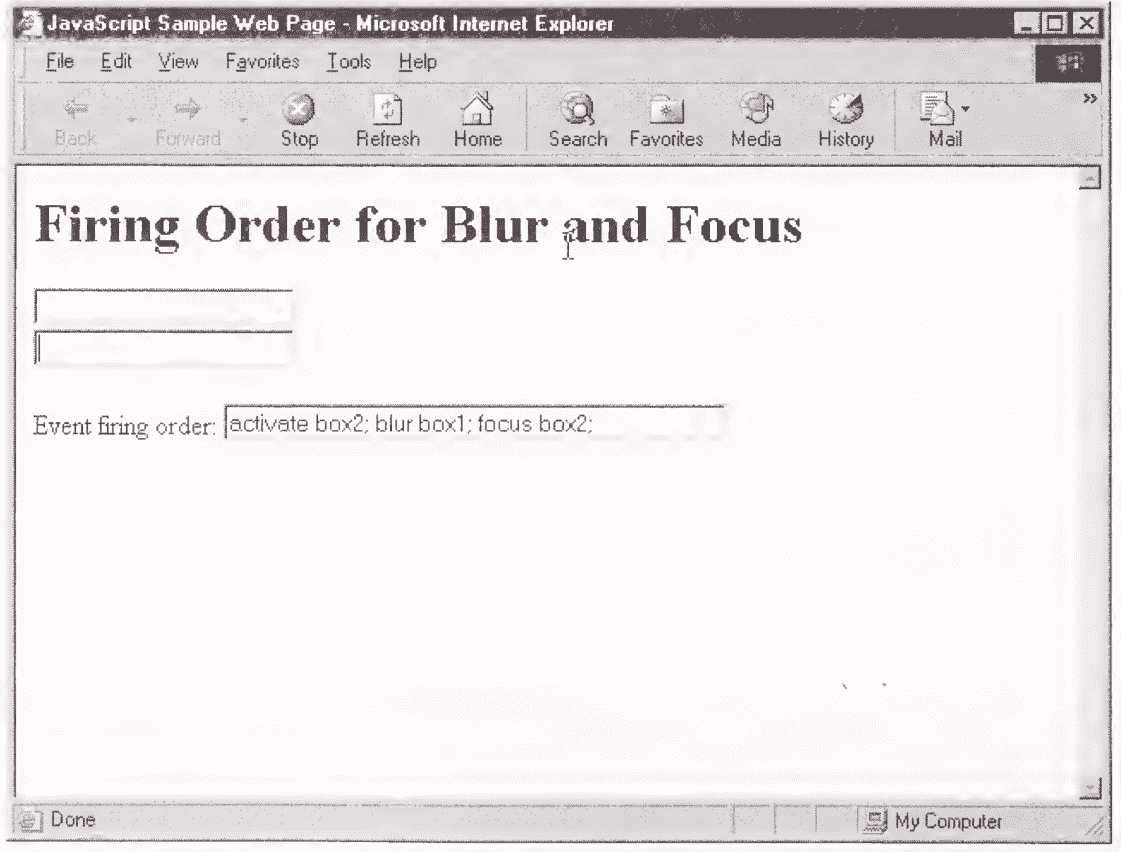 JavaScript Sample Web Page - Microsoft Internet Explorer
File Edit View Favorites Tools Help
»
Back Forward Stop Refresh Home Search Favorites Media History Mail
Firing Order for Blur and Focus
Event firing order: activate box2; blur box1; focus box2;
Done My Computer